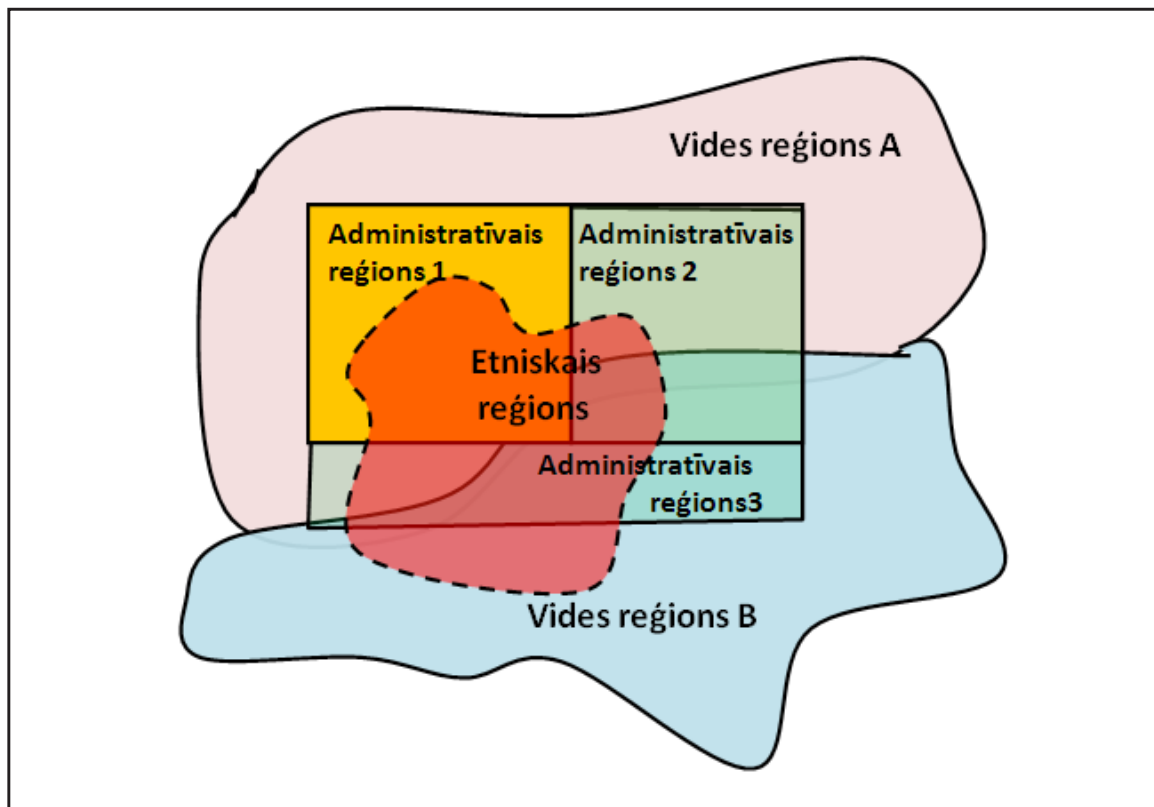 Vides reģions A
Administratīvais
reģions 1
Administratīvais
reģions 2
Etniskais
reģions
Administratīvais
reģions3
Vides reģions B